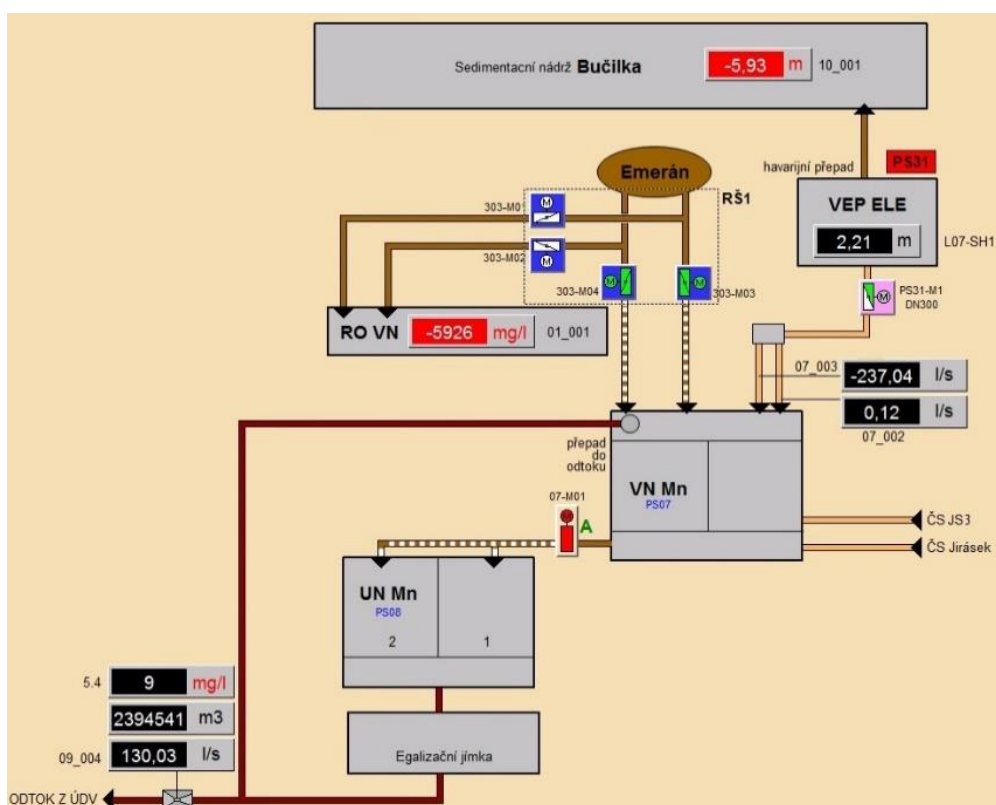 Sedimentacní nádrž Bučilka -5,93 m 10_001
havarijní přepad PS31
Emerán
RŠ1
VEP ELE
2,21 m L07-SH1
303-M01
303-M02
303-M04 303-M03
PS31-M1
DN300
RO VN -5926 mg/l 01_001
07_003 -237,04 l/s
0,12 l/s
07_002
přepad
do
odtoku
VN Mn
PS07
07-M01
A
ČS JS3
ČS Jirásek
UN Mn
PS08
2 1
5.4 9 mg/l
2394541 m3
09_004 130,03 l/s
Egalizační jímka
ODTOK Z ÚDV